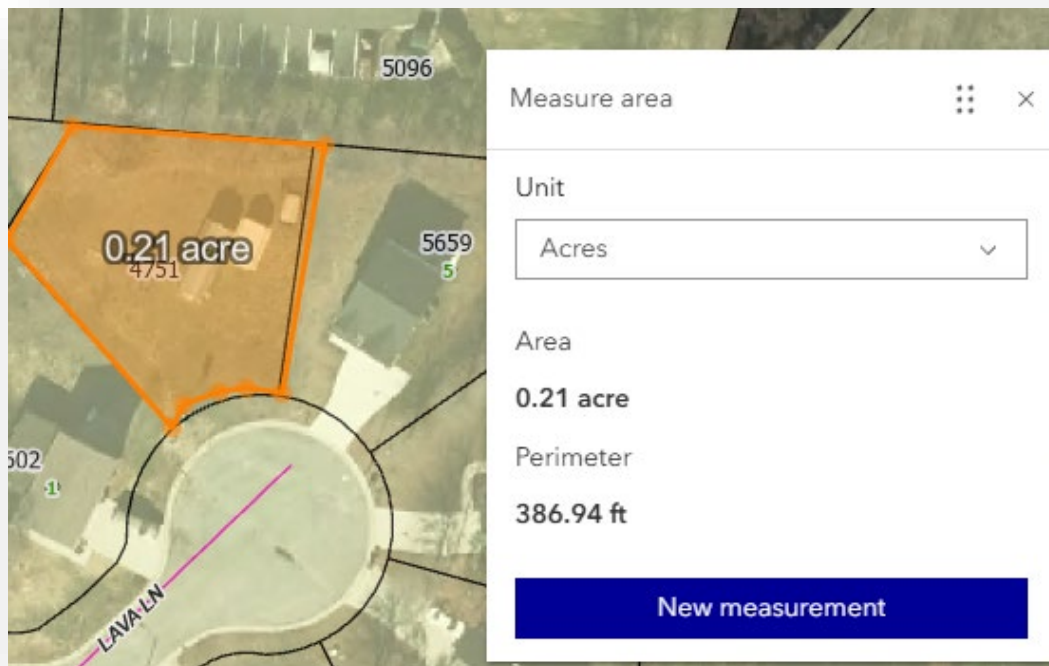 5096
Measure area
Unit
Acres
0.21 acre
4751
5659
5
Area
0.21 acre
Perimeter
386.94 ft
602
1
LAVA LN
New measurement